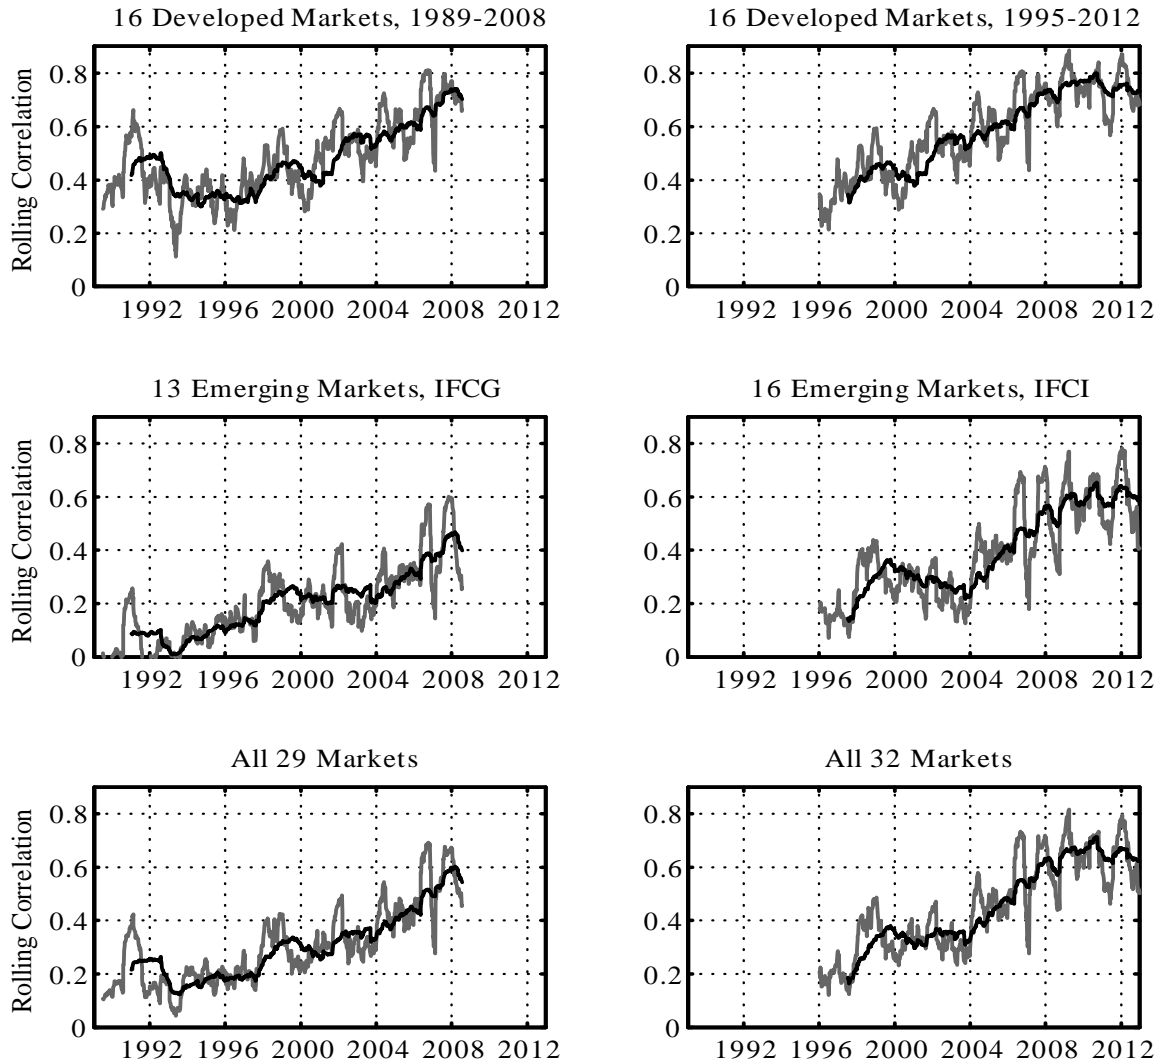 16 Developed Markets, 1989-2008
Rolling Correlation
0.8
0.6
0.4
0.2
0
1992 1996 2000 2004 2008 2012
16 Developed Markets, 1995-2012
0.8
0.6
0.4
0.2
0
1992 1996 2000 2004 2008 2012
13 Emerging Markets, IFCG
Rolling Correlation
0.8
0.6
0.4
0.2
0
1992 1996 2000 2004 2008 2012
16 Emerging Markets, IFCI
0.8
0.6
0.4
0.2
0
1992 1996 2000 2004 2008 2012
All 29 Markets
Rolling Correlation
0.8
0.6
0.4
0.2
0
1992 1996 2000 2004 2008 2012
All 32 Markets
0.8
0.6
0.4
0.2
0
1992 1996 2000 2004 2008 2012